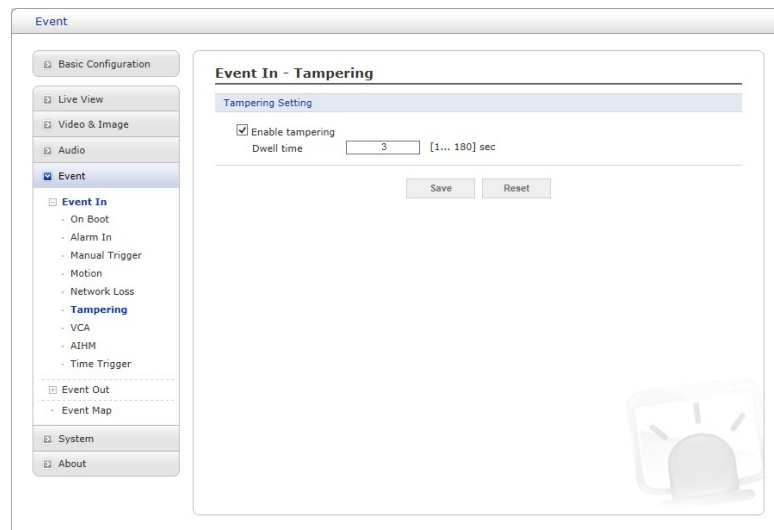 Event
Basic Configuration
Live View
Video & Image
Audio
Event
Event In
On Boot
Alarm In
Manual Trigger
Motion
Network Loss
Tampering
VCA
AIHM
Time Trigger
Event Out
Event Map
System
About
Event In - Tampering
Tampering Setting
Enable tampering
Dwell time 3 [1... 180] sec
Save Reset